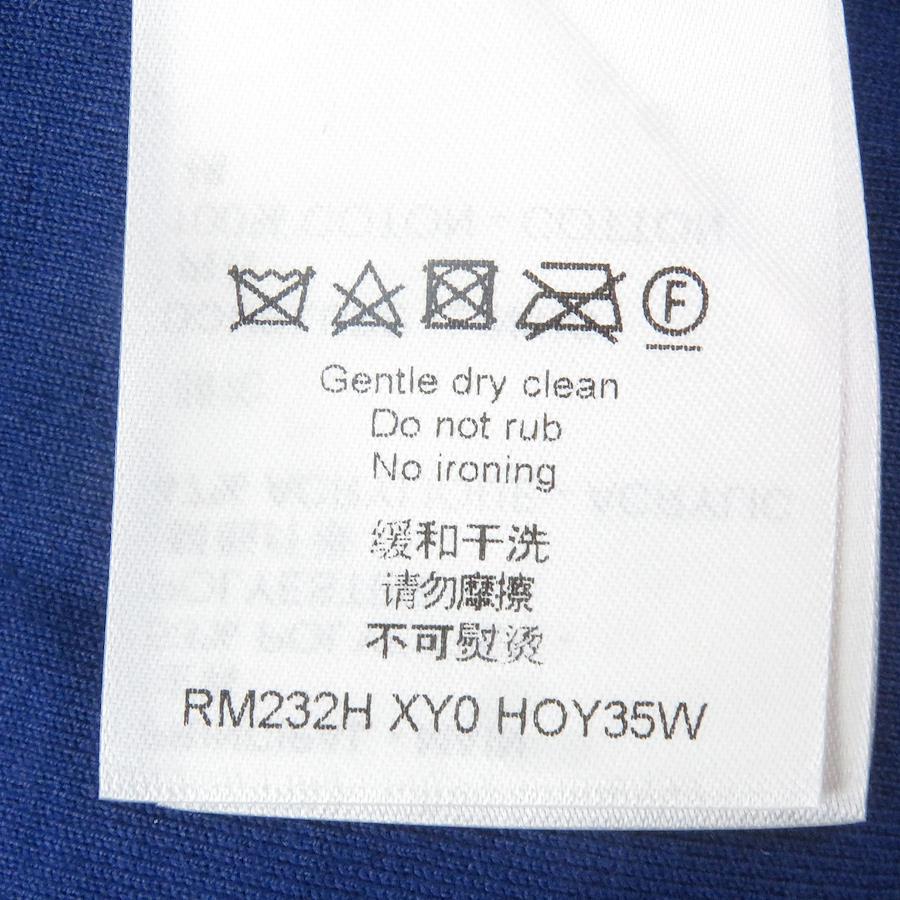 F
Gentle dry clean
Do not rub
No ironing
缓和干洗
请勿摩擦
不可熨烫
RM232H XY0 HOY35W